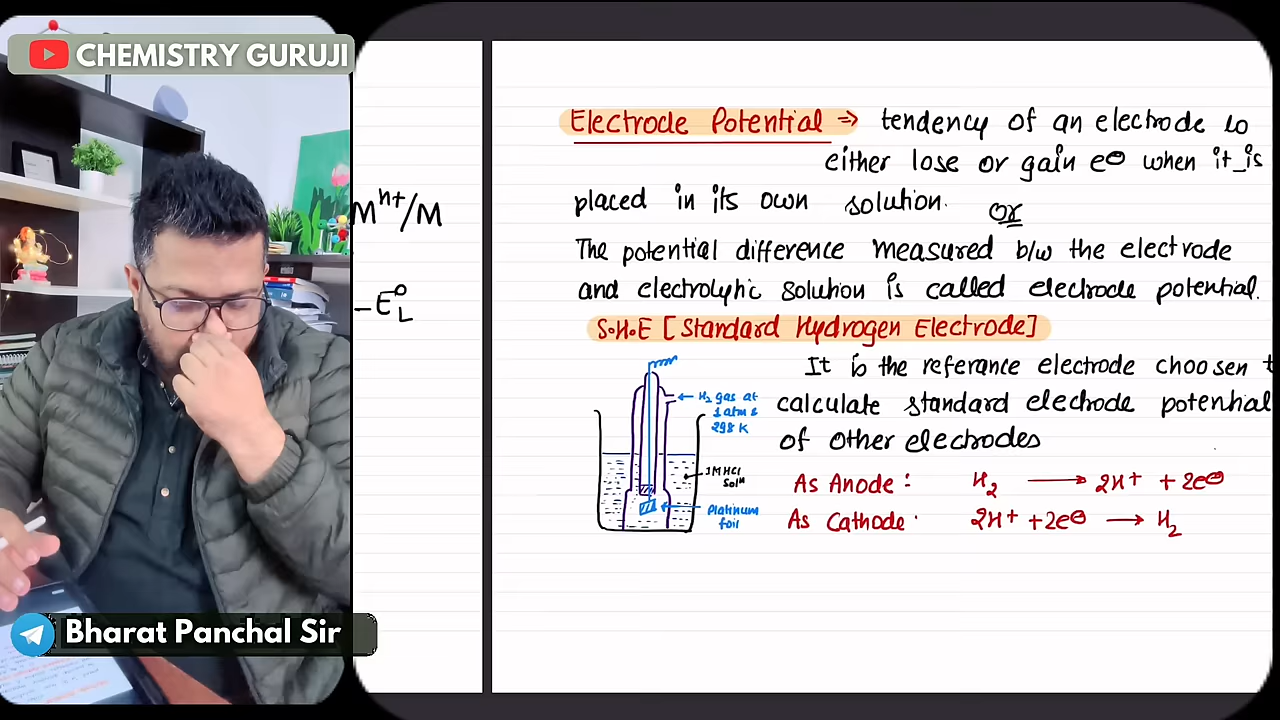 CHEMISTRY GURUJI
Mⁿ⁺/M
– E°L
Electrode Potential ⇒ tendency of an electrode to
either lose or gain e⊖ when it is
placed in its own solution. or
The potential difference measured b/w the electrode
and electrolytic solution is called electrode potential.
S.H.E [Standard Hydrogen Electrode]
It is the referance electrode choosen t
calculate standard electrode potential
of other electrodes
← H₂ gas at
1 atm &
298 K
1M HCl
Solⁿ
Platinum
foil
As Anode : H₂ ⟶ 2H⁺ + 2e⊖
As Cathode : 2H⁺ + 2e⊖ ⟶ H₂
Bharat Panchal Sir